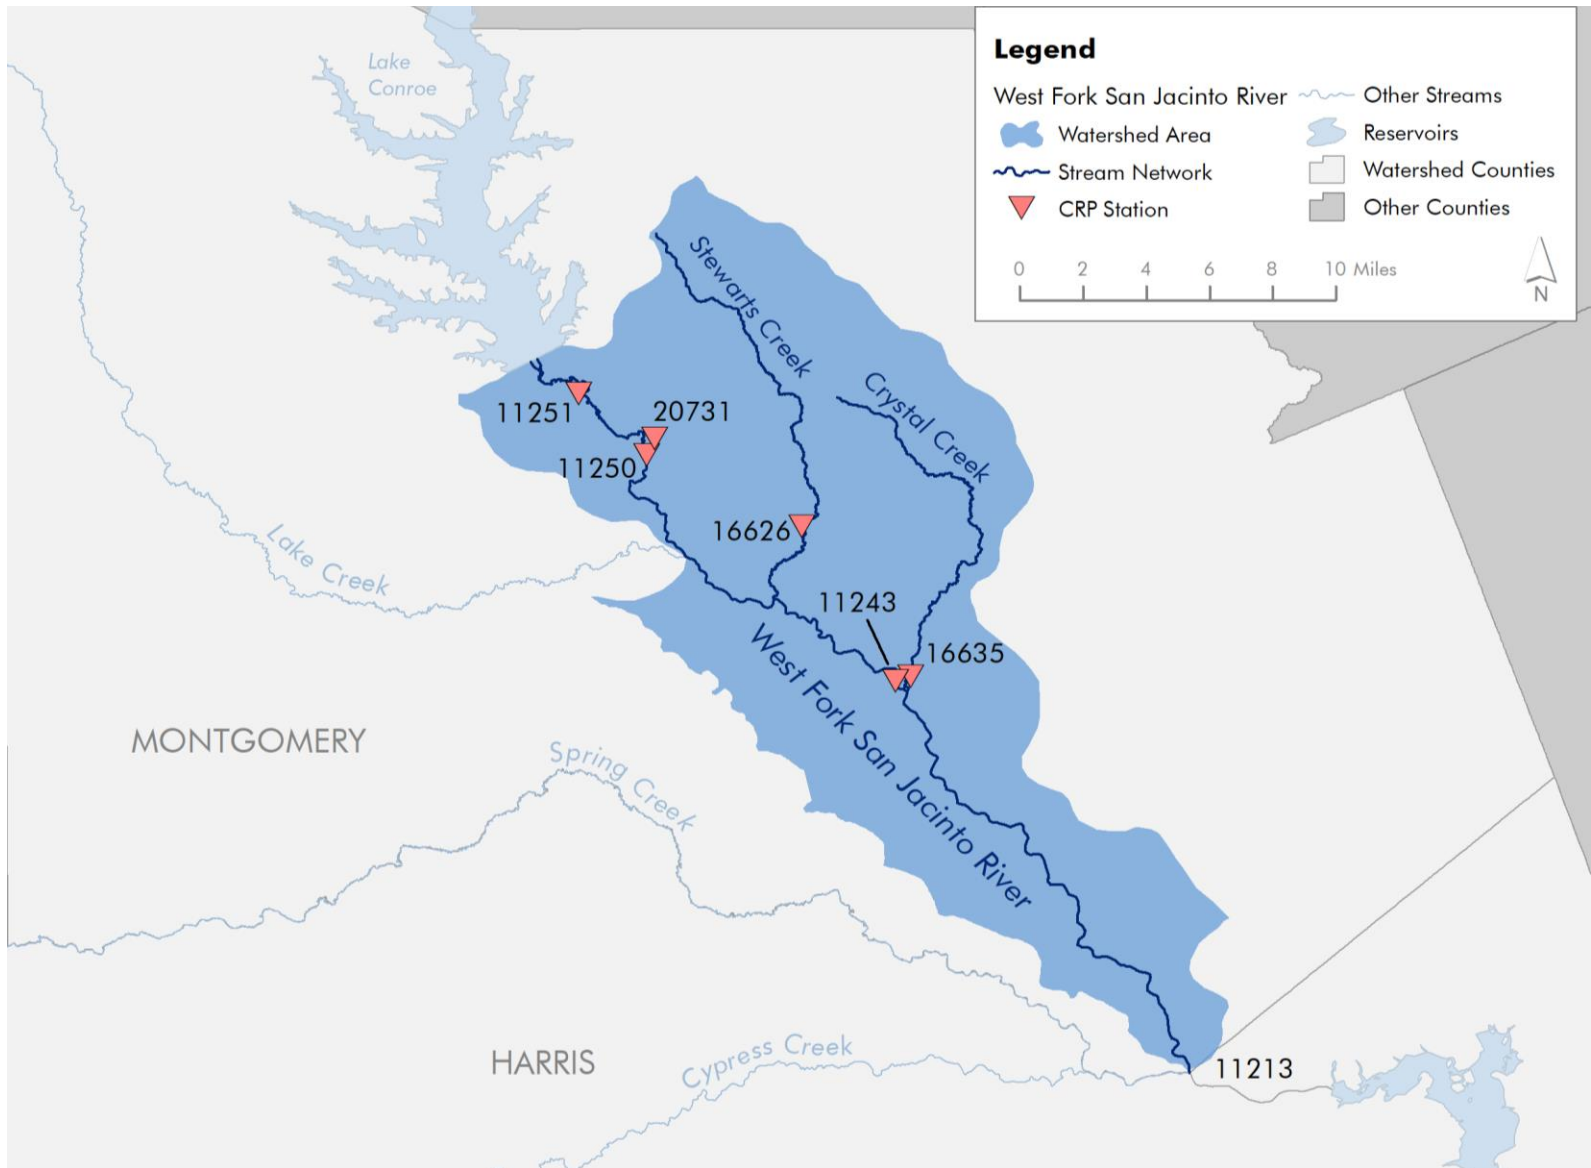 Lake
Conroe
Legend
West Fork San Jacinto River
Watershed Area
Stream Network
CRP Station
Other Streams
Reservoirs
Watershed Counties
Other Counties
0 2 4 6 8 10 Miles
N
Stewarts Creek
Crystal Creek
11251
20731
11250
16626
Lake Creek
11243
16635
West Fork San Jacinto River
MONTGOMERY
Spring Creek
HARRIS
Cypress Creek
11213